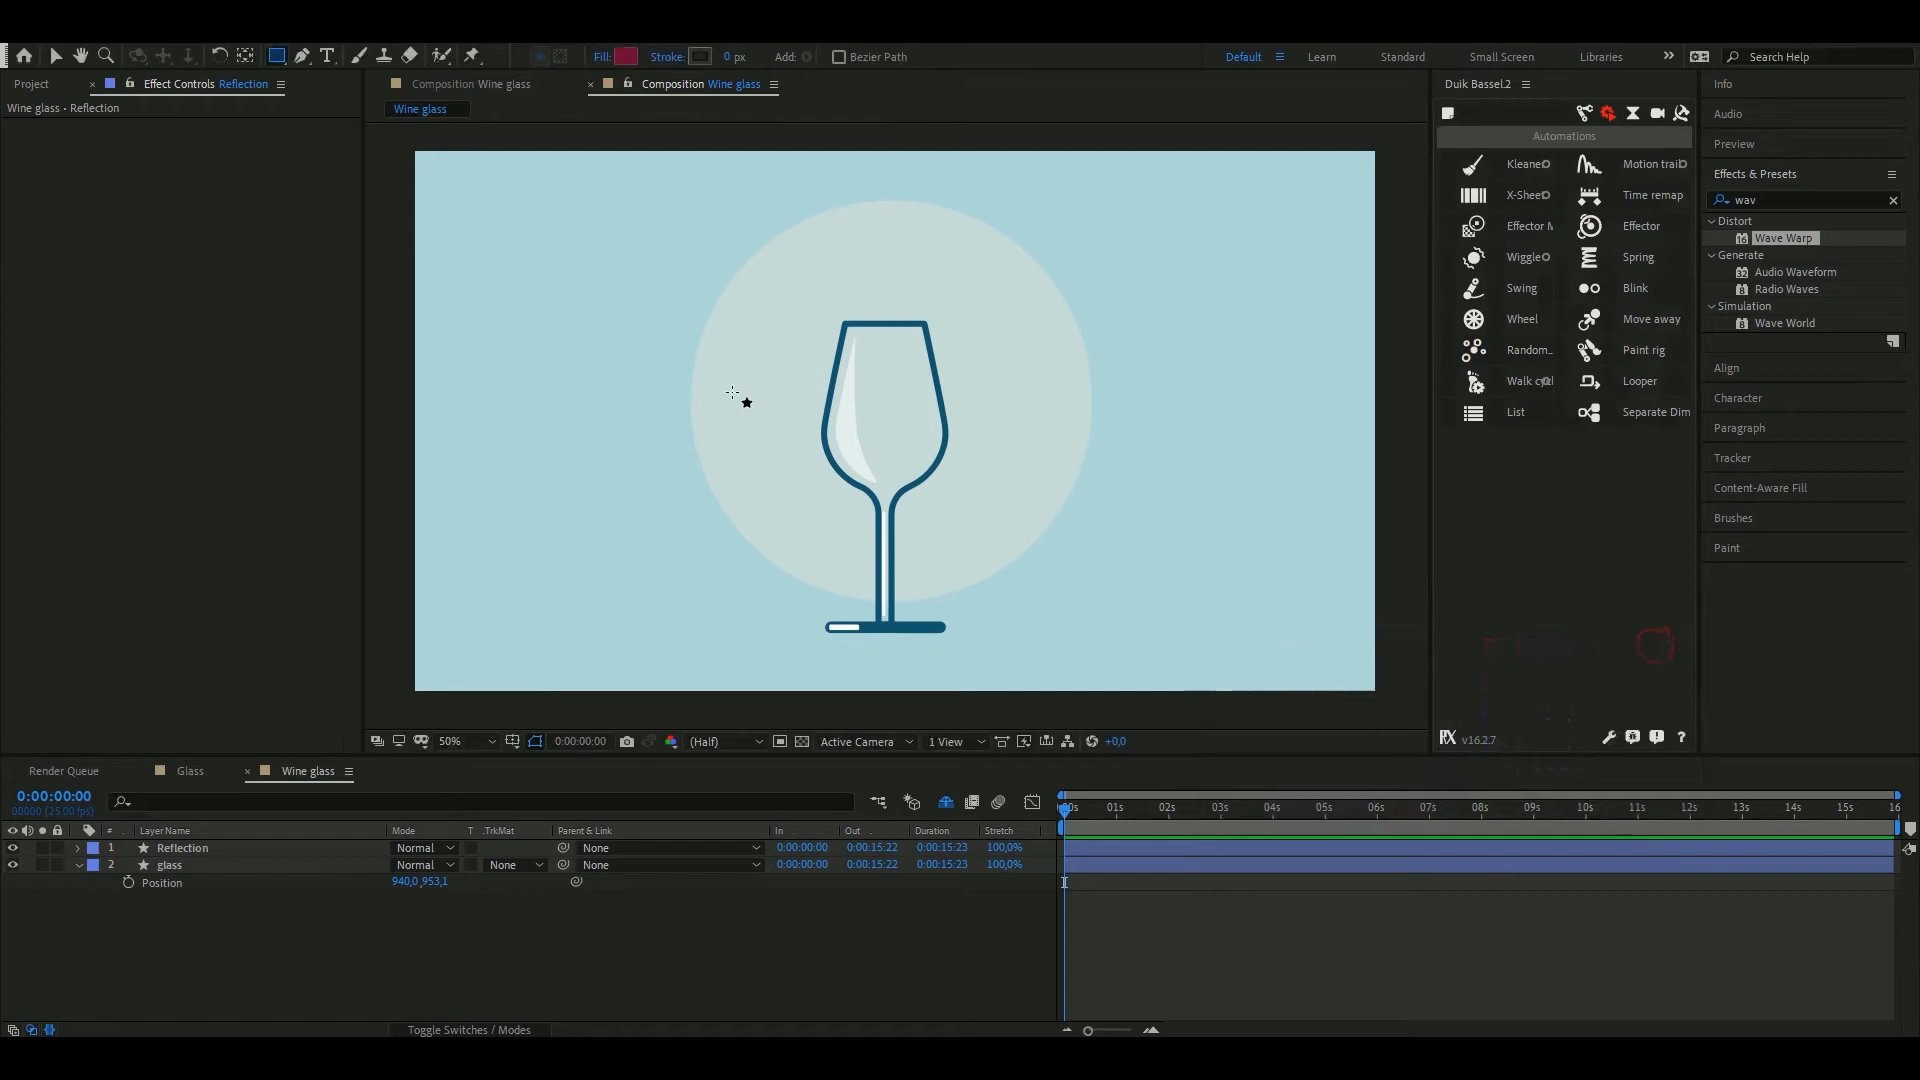 Fill:
Stroke:
0 px
Add:
Bezier Path
Default
Learn
Standard
Small Screen
Libraries
Search Help
Project
Effect Controls Reflection
Composition Wine glass
Composition Wine glass
Duik Bassel.2
Info
Wine glass • Reflection
Wine glass
Audio
Automations
Preview
Kleaner
Motion trail
Effects & Presets
X-Sheet
Time remap
wav
Effector M
Effector
Distort
Wave Warp
Wiggle
Spring
Generate
Audio Waveform
Swing
Blink
Radio Waves
Simulation
Wheel
Move away
Wave World
Random..
Paint rig
Align
Walk cycl
Looper
Character
List
Separate Dim
Paragraph
Tracker
Content-Aware Fill
Brushes
Paint
50%
0:00:00:00
(Half)
Active Camera
1 View
+0,0
v16.2.7
?
Render Queue
Glass
Wine glass
0:00:00:00
00000 (25.00 fps)
00s 01s 02s 03s 04s 05s 06s 07s 08s 09s 10s 11s 12s 13s 14s 15s 16
# Layer Name Mode T .TrkMat Parent & Link In Out Duration Stretch
1 Reflection Normal None 0:00:00:00 0:00:15:22 0:00:15:23 100,0%
2 glass Normal None None 0:00:00:00 0:00:15:22 0:00:15:23 100,0%
Position 940,0,953,1
Toggle Switches / Modes